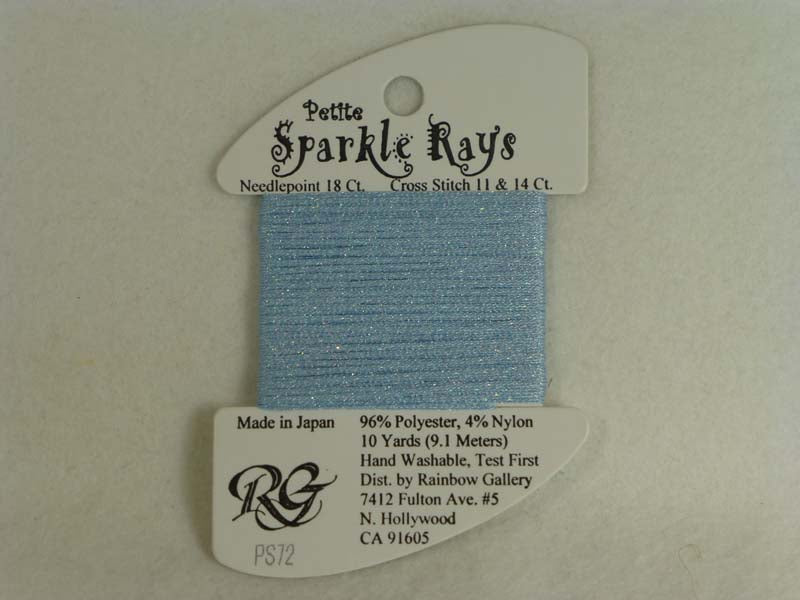 Petite
Sparkle Rays
Needlepoint 18 Ct. Cross Stitch 11 & 14 Ct.
Made in Japan
RG
PS72
96% Polyester, 4% Nylon
10 Yards (9.1 Meters)
Hand Washable, Test First
Dist. by Rainbow Gallery
7412 Fulton Ave. #5
N. Hollywood
CA 91605